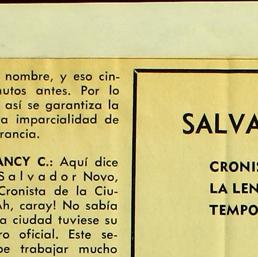 nombre, y eso cin-
utos antes. Por lo
así se garantiza la
a imparcialidad de
rancia.
ANCY C.: Aquí dice
Salvador Novo,
Cronista de la Ciu-
Ah, caray! No sabía
a ciudad tuviese su
ro oficial. Este se-
be trabajar mucho
SALVA
CRONIS
LA LEN
TEMPO